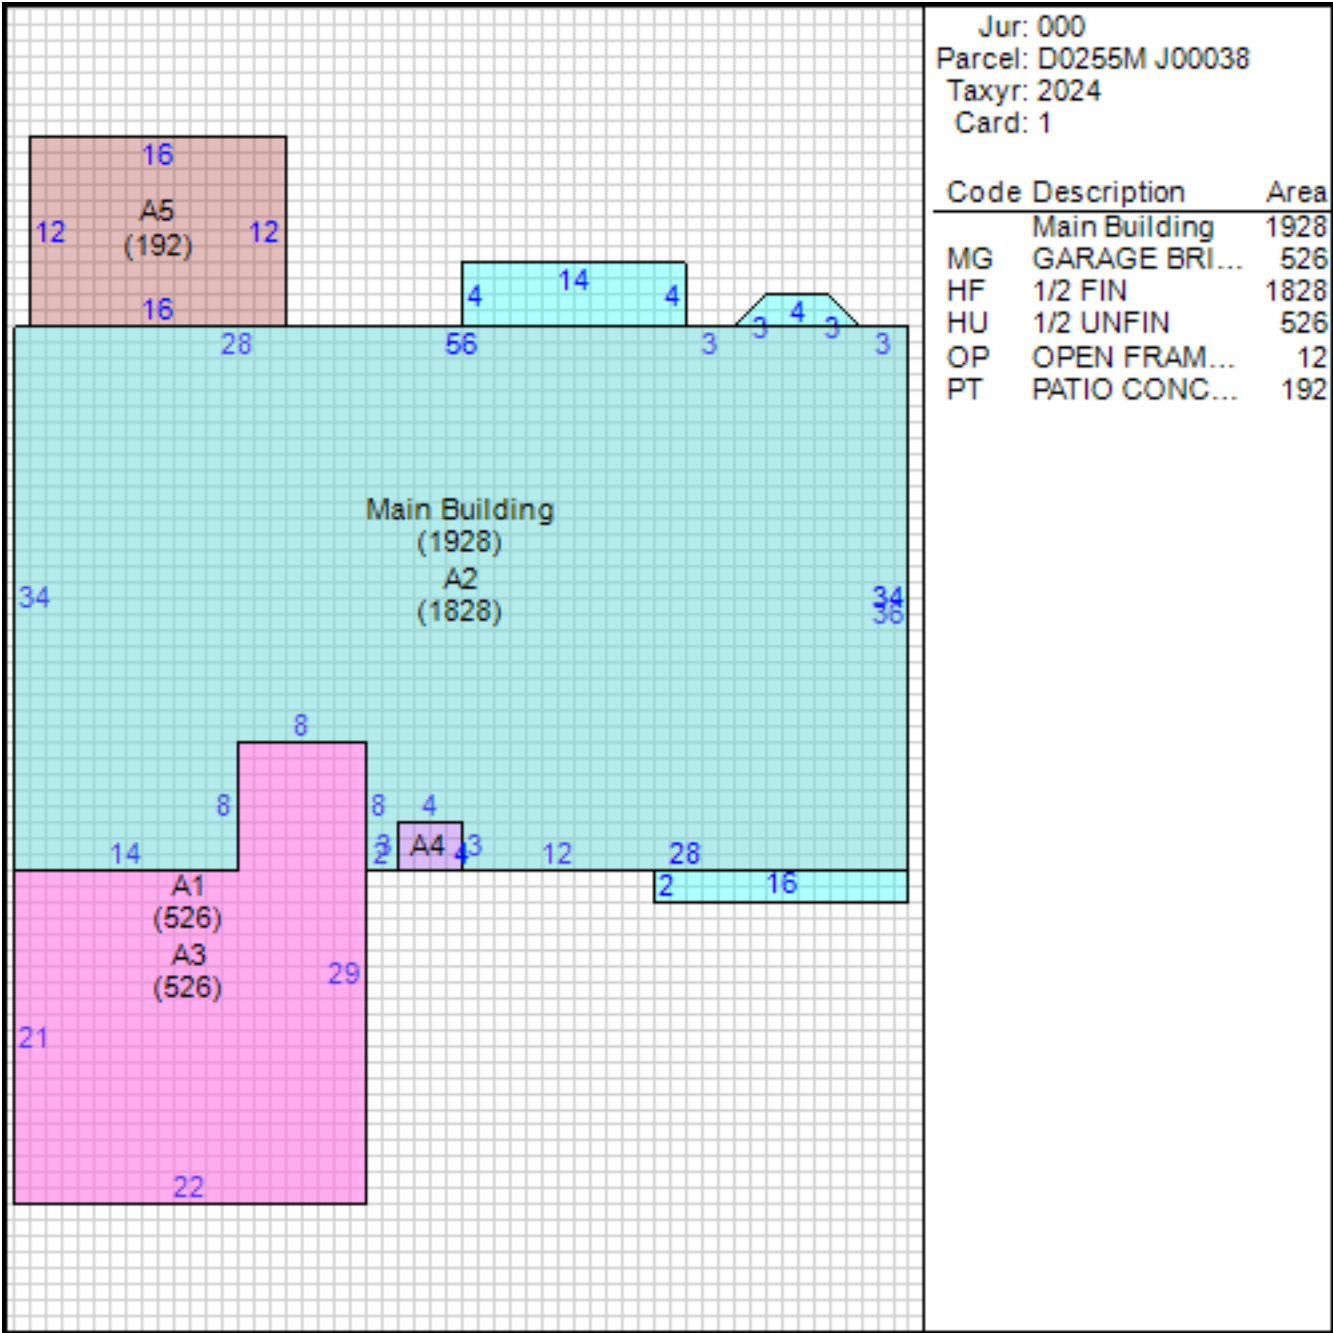 Jur: 000
Parcel: D0255M J00038
Taxyr: 2024
Card: 1
Code Description Area
Main Building 1928
MG GARAGE BRI... 526
HF 1/2 FIN 1828
HU 1/2 UNFIN 526
OP OPEN FRAM... 12
PT PATIO CONC... 192
16
A5
12 12
(192)
16
14
4 4
4
3 3
28 56 3 3
Main Building
(1928)
A2
(1828)
34 34
36
8
8 8 4
3 A4 3
14 2 4 12 28
A1 2 16
(526)
A3
(526)
29
21
22